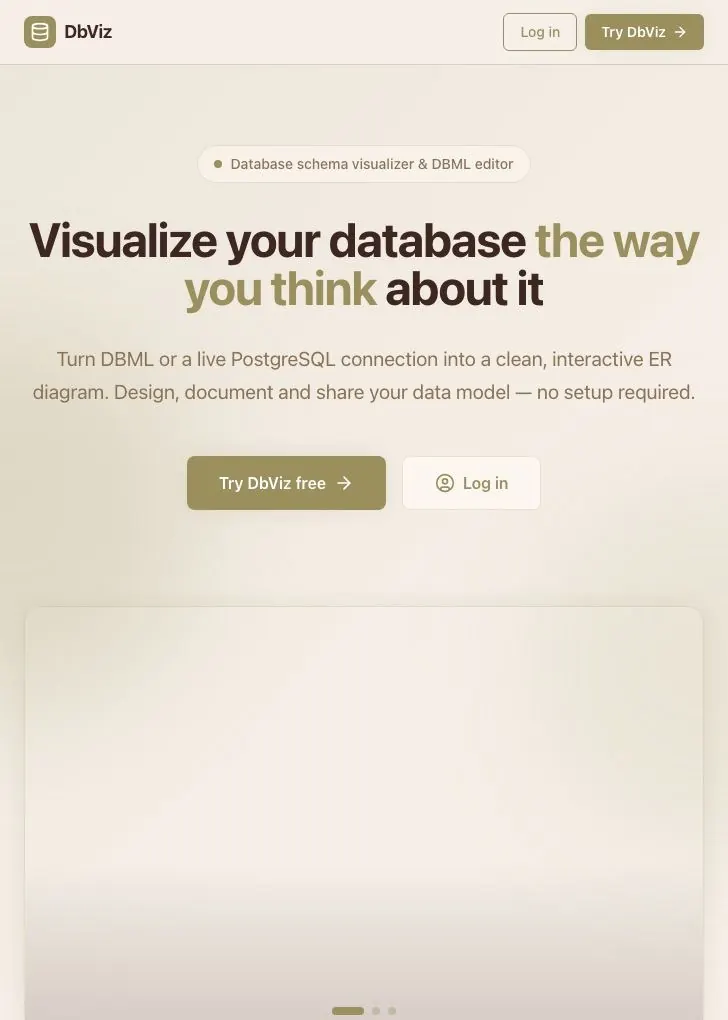 DbViz
Log in
Try DbViz
Database schema visualizer & DBML editor
Visualize your database the way
you think about it
Turn DBML or a live PostgreSQL connection into a clean, interactive ER
diagram. Design, document and share your data model — no setup required.
Try DbViz free
Log in